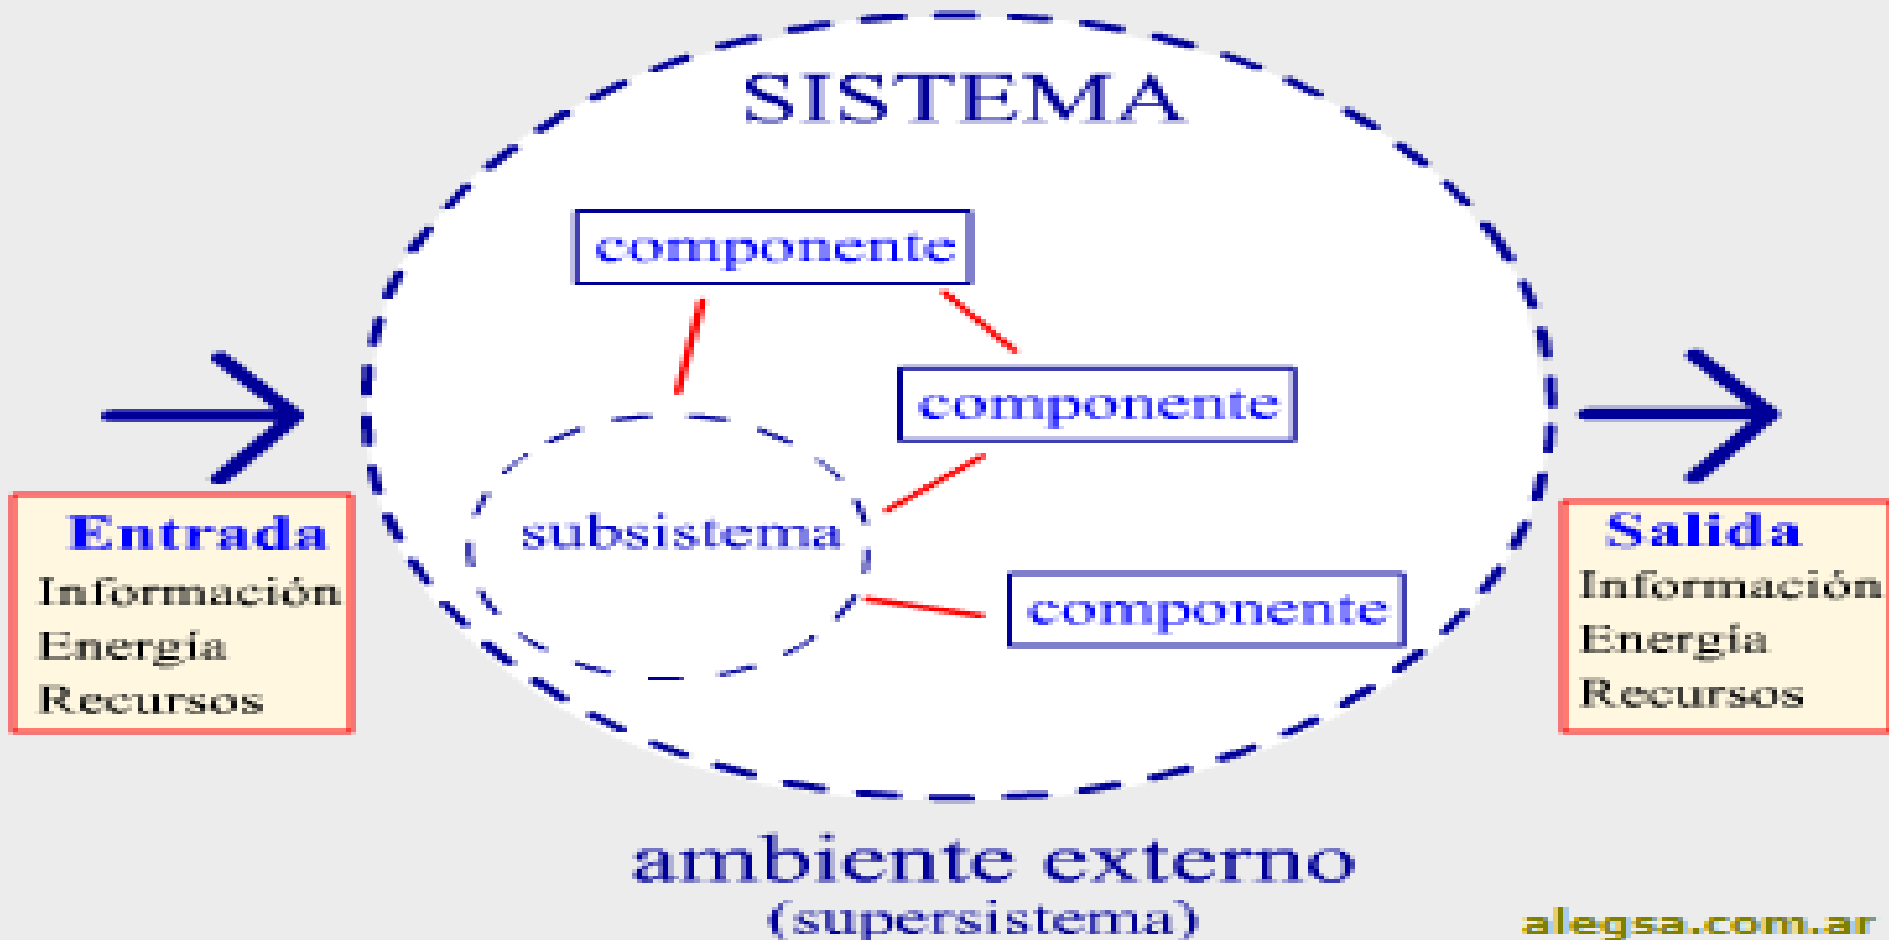 SISTEMA
componente
componente
subsistema
componente
Entrada
Información
Energía
Recursos
Salida
Información
Energía
Recursos
ambiente externo
(supersistema)
alegsa.com.ar